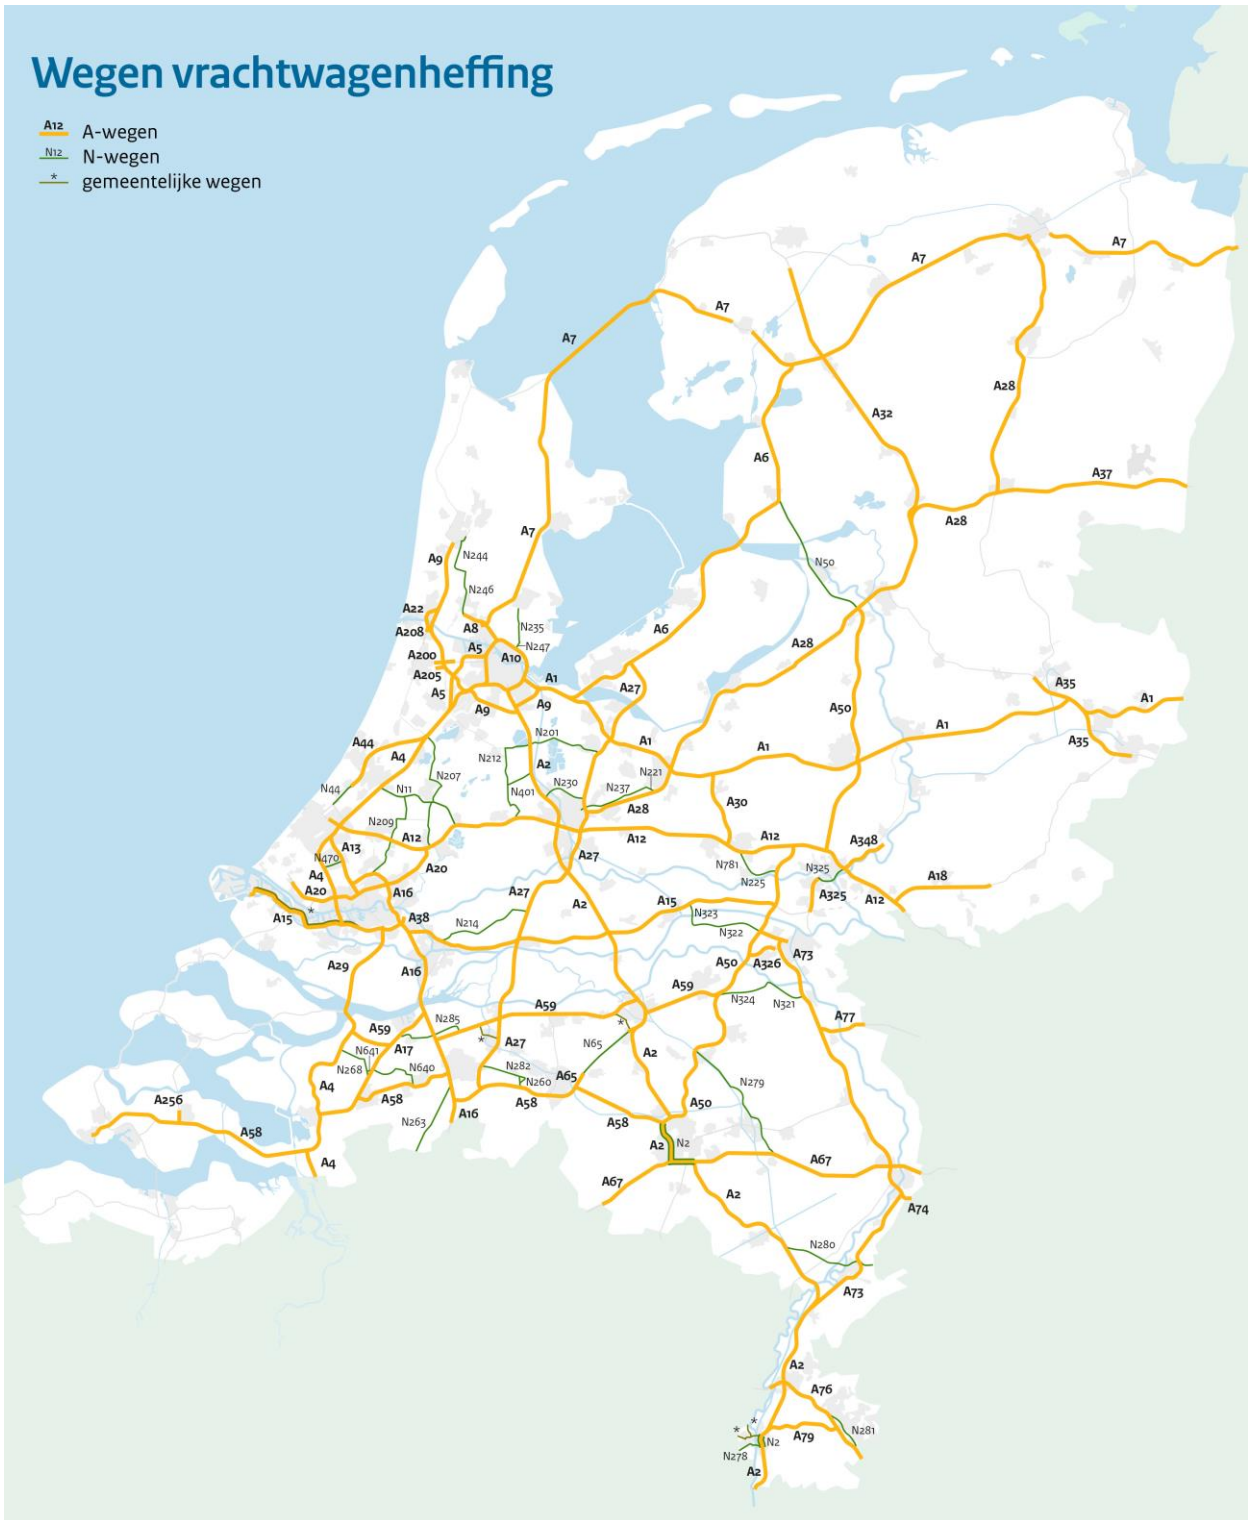 Wegen vrachtwagenheffing
A12 A-wegen
N12 N-wegen
* gemeentelijke wegen
A7
A7
A7
A7
A28
A32
A6
A37
A28
A7
N50
A9
N244
N246
A22
A8
N235
A6
A208
A5
N247
A28
A200
A10
A205
A1
A27
A35
A5
A9
A9
A50
A1
A1
A35
A44
N201
A1
A4
N212
A2
A1
N207
N221
N44
N11
N401
N230
N237
A28
A30
N209
A12
A12
A12
A348
A13
N470
A27
A4
A20
N781
N325
A20
A16
A27
N225
A325
A18
A12
A15
*
A38
N214
A2
A15
N323
N322
A73
A29
A16
A50
A326
A59
N324
N321
A59
N285
A77
A59
*
*
N65
A17
A27
A2
N641
N268
N640
N282
N260
A65
N279
A4
A58
A58
A50
A256
A16
A58
A58
N263
A2
N2
A67
A4
A67
A2
A74
N280
A73
A2
A76
*
*
A79
N281
N2
N278
A2